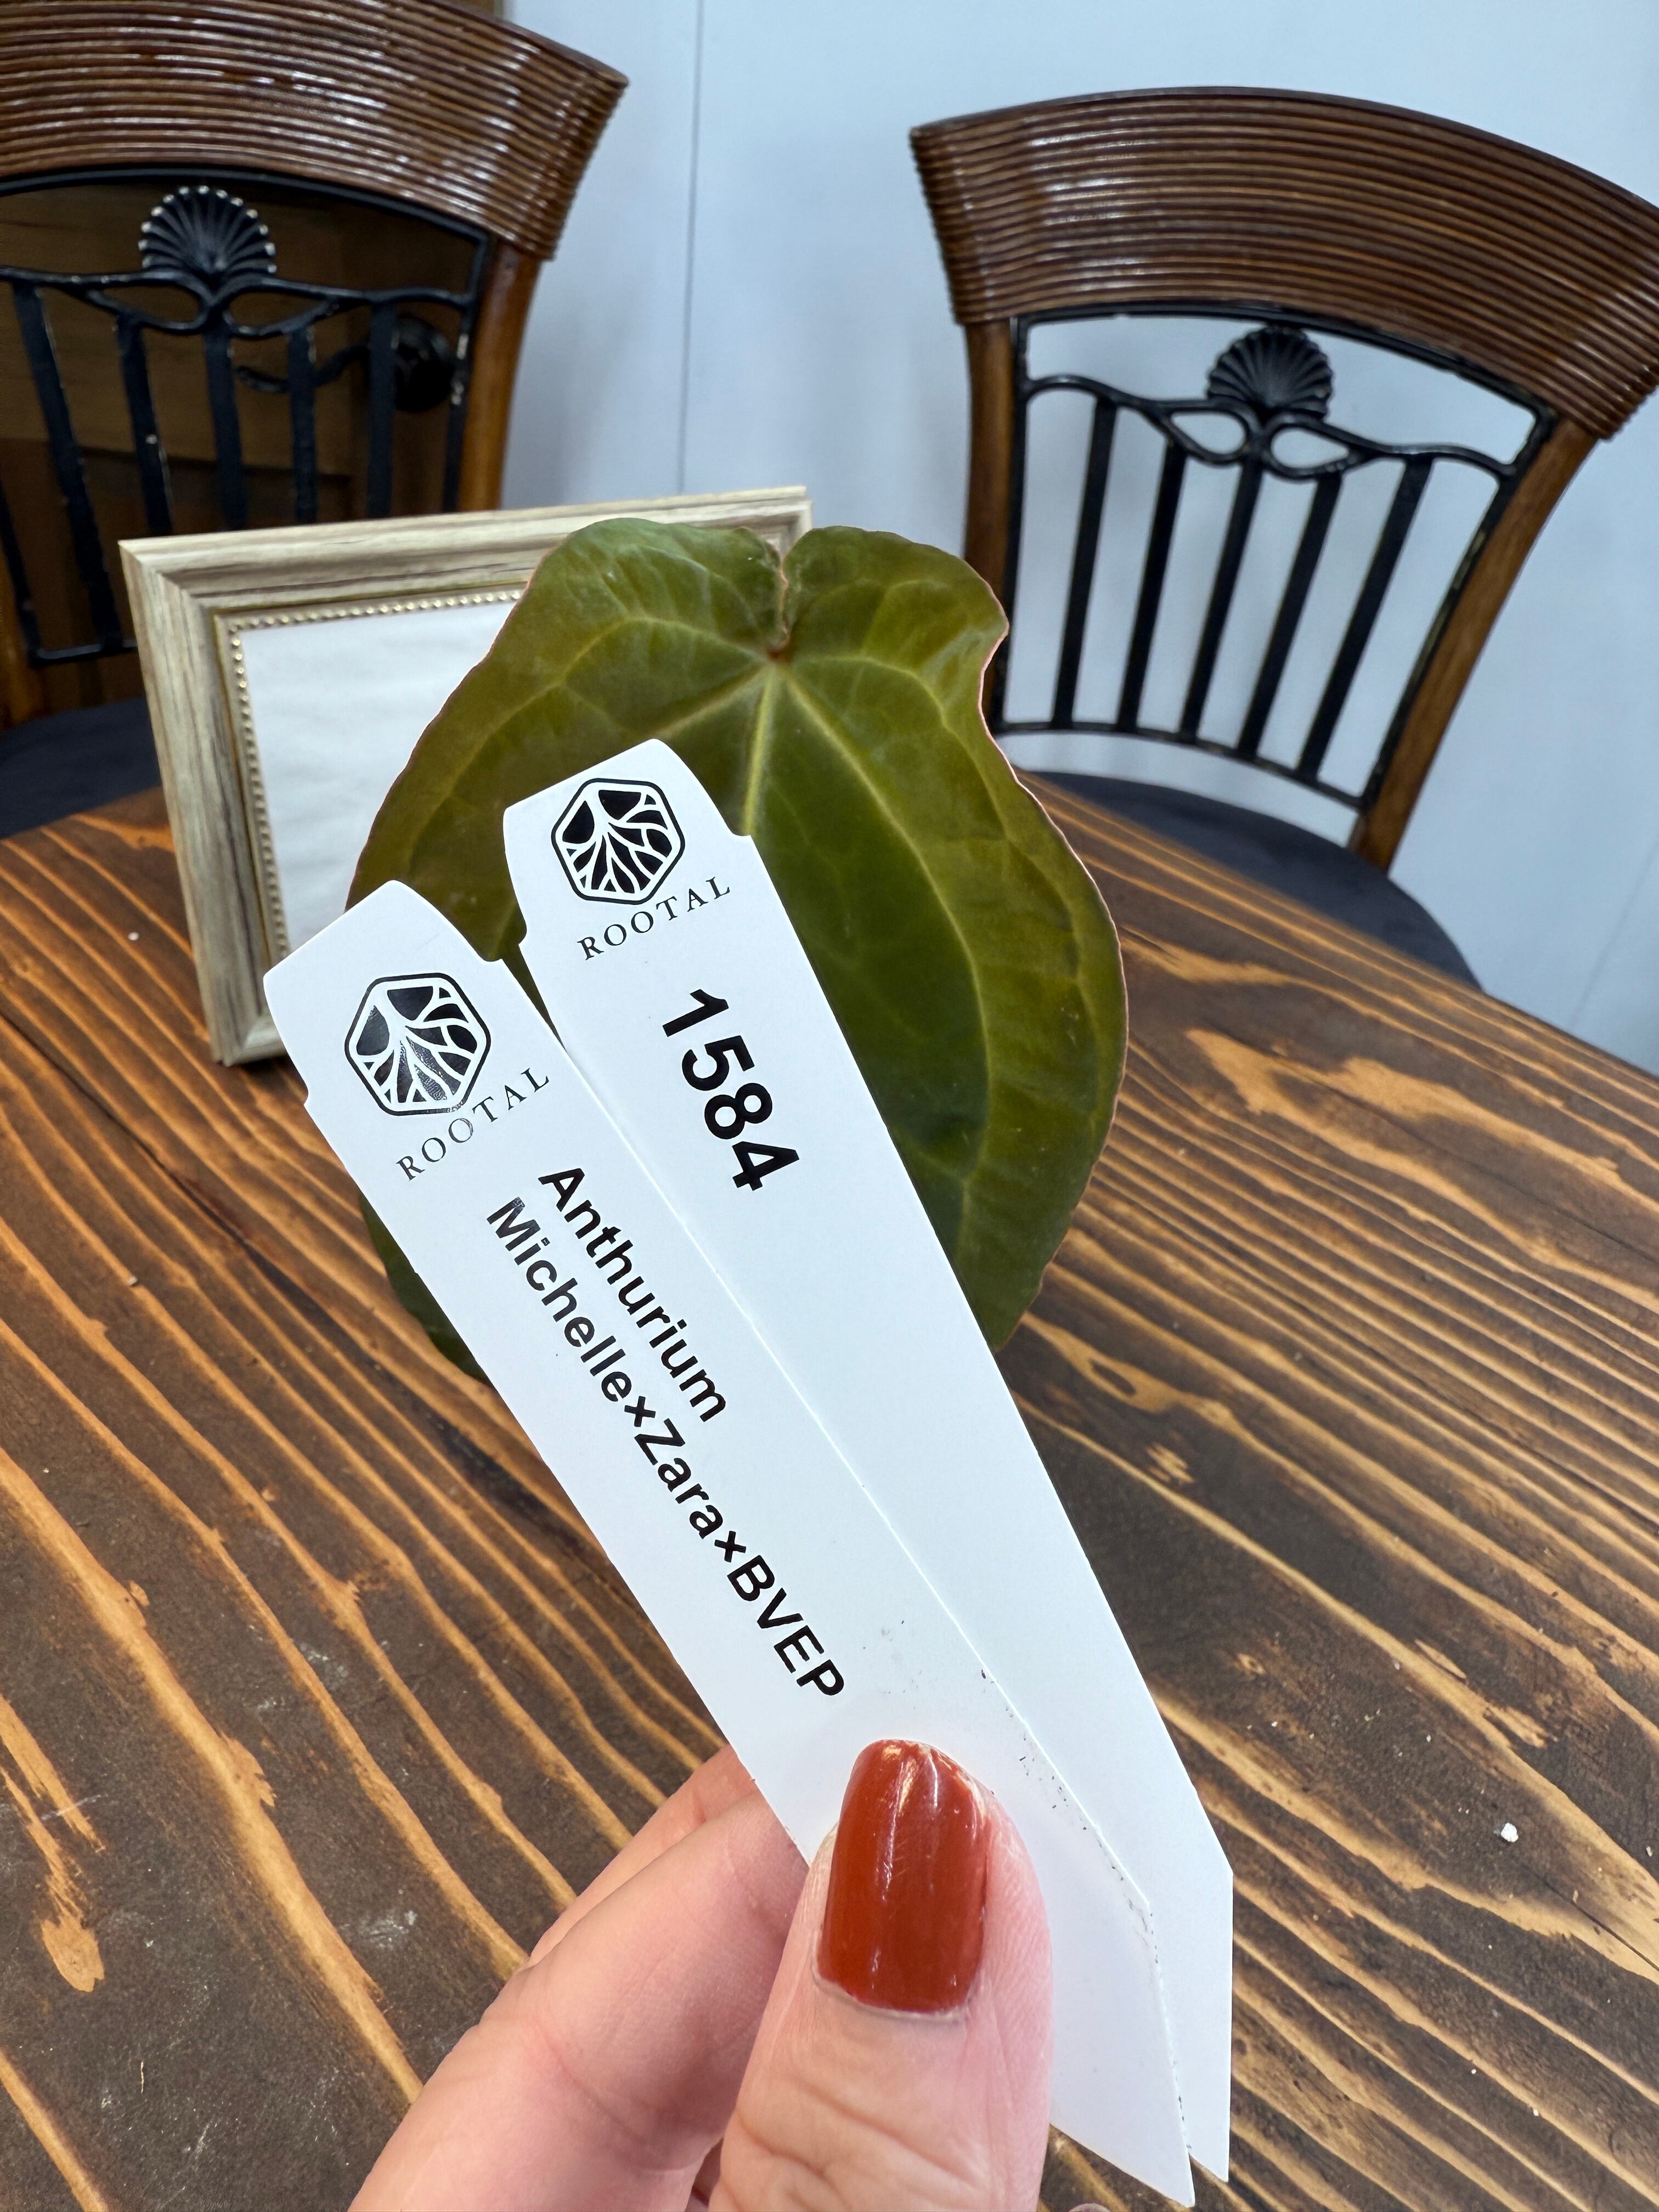 ROOTAL
Anthurium
Michelle×Zara×BVEP
ROOTAL
1584